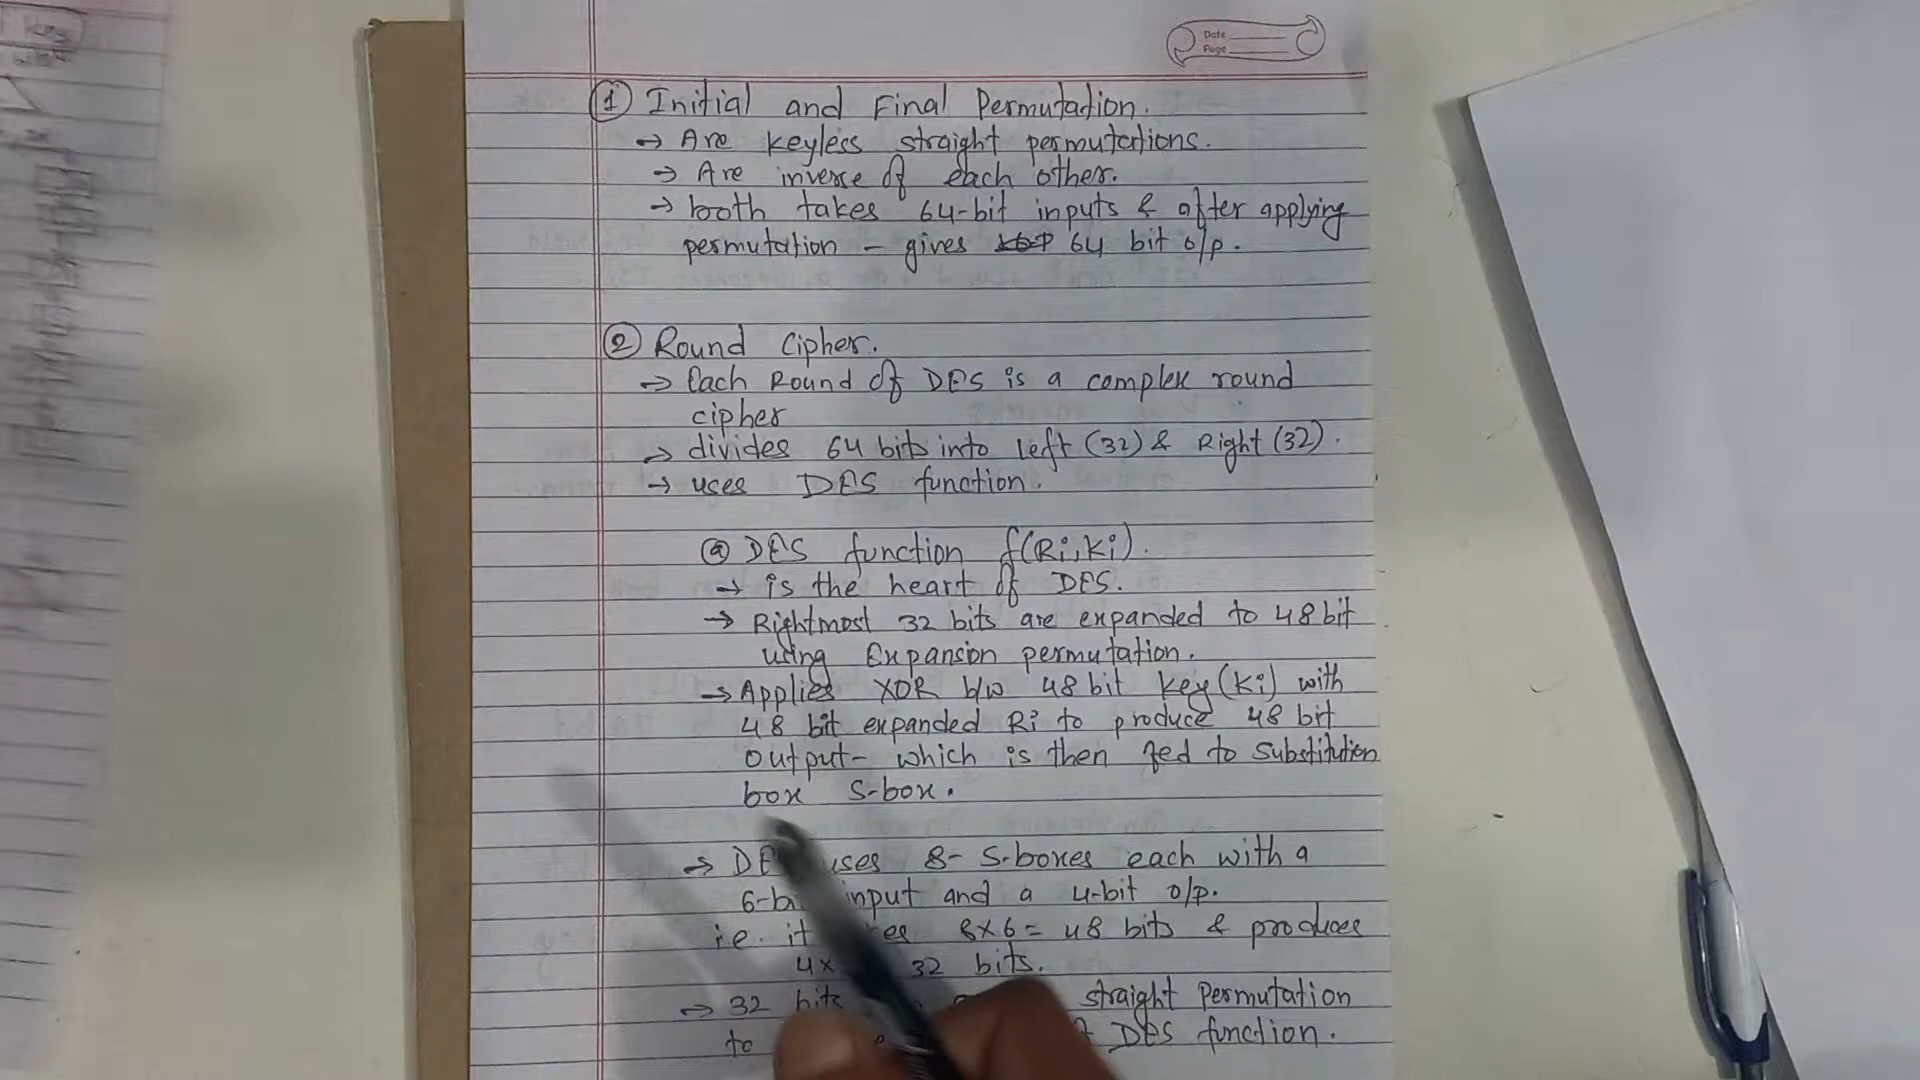 Date
Page
① Initial and Final Permutation.
→ Are keyless straight permutations.
→ Are inverse of each other.
→ both takes 64-bit inputs & after applying
permutation - gives 64 bit o/p.
② Round Cipher.
→ Each Round of DES is a complex round
cipher
→ divides 64 bits into left (32) & Right (32).
→ uses DES function.
ⓐ DES function f(Ri,Ki).
→ is the heart of DES.
→ Rightmost 32 bits are expanded to 48 bit
using Expansion permutation.
→ Applies XOR b/w 48 bit key (Ki) with
48 bit expanded Ri to produce 48 bit
output- which is then fed to substitution
box S-box.
→ DE uses 8- S-boxes each with a
6-bi input and a 4-bit o/p.
i.e. it 8x6 = 48 bits & produces
4x 32 bits.
→ 32 bits straight Permutation
to DES function.